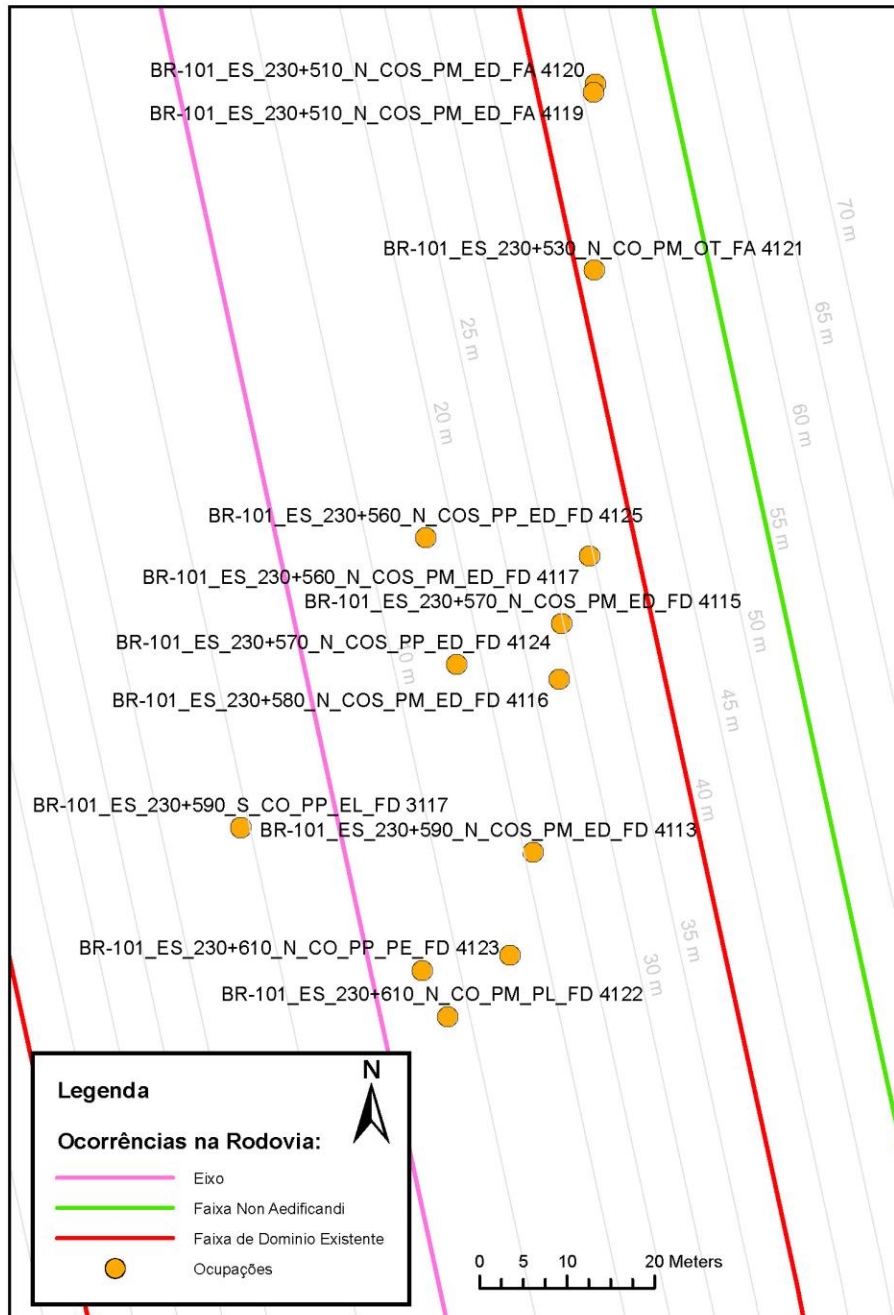 BR-101_ES_230+510_N_COS_PM_ED_FA 4120
BR-101_ES_230+510_N_COS_PM_ED_FA 4119
70 m
BR-101_ES_230+530_N_CO_PM_OT_FA 4121
65 m
25 m
60 m
20 m
BR-101_ES_230+560_N_COS_PP_ED_FD 4125
55 m
BR-101_ES_230+560_N_COS_PM_ED_FD 4117
BR-101_ES_230+570_N_COS_PM_ED_FD 4115
50 m
BR-101_ES_230+570_N_COS_PP_ED_FD 4124
10 m
BR-101_ES_230+580_N_COS_PM_ED_FD 4116
45 m
40 m
BR-101_ES_230+590_S_CO_PP_EL_FD 3117
BR-101_ES_230+590_N_COS_PM_ED_FD 4113
35 m
BR-101_ES_230+610_N_CO_PP_PE_FD 4123
30 m
BR-101_ES_230+610_N_CO_PM_PL_FD 4122
N
Legenda
Ocorrências na Rodovia:
Eixo
Faixa Non Aedificandi
Faixa de Dominio Existente
Ocupações
0 5 10 20 Meters